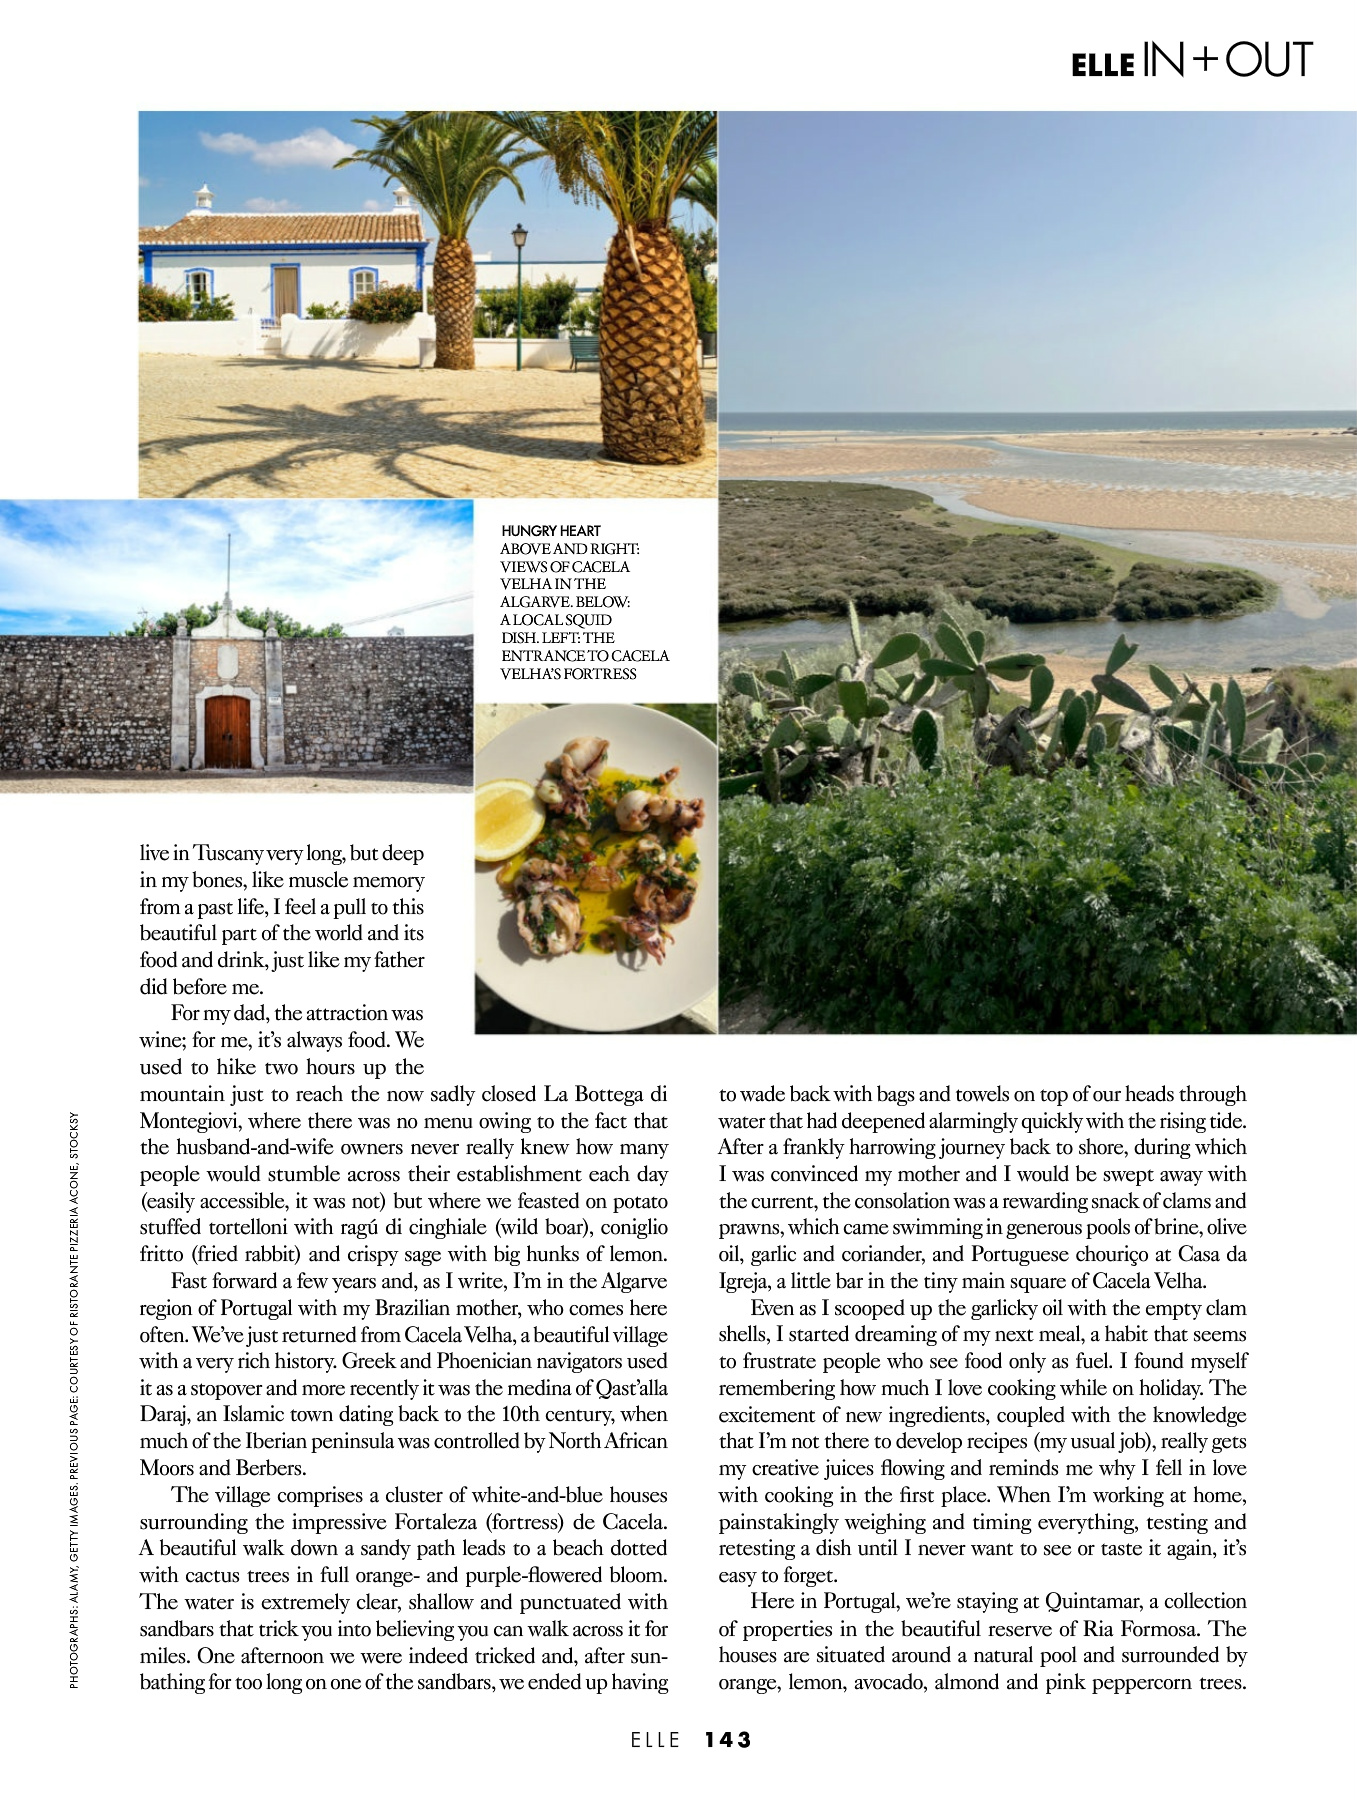 ELLE IN+OUT
HUNGRY HEART
ABOVE AND RIGHT:
VIEWS OF CACELA
VELHA IN THE
ALGARVE. BELOW:
A LOCAL SQUID
DISH. LEFT: THE
ENTRANCE TO CACELA
VELHA'S FORTRESS
live in Tuscany very long, but deep
in my bones, like muscle memory
from a past life, I feel a pull to this
beautiful part of the world and its
food and drink, just like my father
did before me.
For my dad, the attraction was
wine; for me, it's always food. We
used to hike two hours up the
mountain just to reach the now sadly closed La Bottega di
Montegiovi, where there was no menu owing to the fact that
the husband-and-wife owners never really knew how many
people would stumble across their establishment each day
(easily accessible, it was not) but where we feasted on potato
stuffed tortelloni with ragú di cinghiale (wild boar), coniglio
fritto (fried rabbit) and crispy sage with big hunks of lemon.
Fast forward a few years and, as I write, I'm in the Algarve
region of Portugal with my Brazilian mother, who comes here
often. We've just returned from Cacela Velha, a beautiful village
with a very rich history. Greek and Phoenician navigators used
it as a stopover and more recently it was the medina of Qast'alla
Daraj, an Islamic town dating back to the 10th century, when
much of the Iberian peninsula was controlled by North African
Moors and Berbers.
The village comprises a cluster of white-and-blue houses
surrounding the impressive Fortaleza (fortress) de Cacela.
A beautiful walk down a sandy path leads to a beach dotted
with cactus trees in full orange- and purple-flowered bloom.
The water is extremely clear, shallow and punctuated with
sandbars that trick you into believing you can walk across it for
miles. One afternoon we were indeed tricked and, after sun-
bathing for too long on one of the sandbars, we ended up having
to wade back with bags and towels on top of our heads through
water that had deepened alarmingly quickly with the rising tide.
After a frankly harrowing journey back to shore, during which
I was convinced my mother and I would be swept away with
the current, the consolation was a rewarding snack of clams and
prawns, which came swimming in generous pools of brine, olive
oil, garlic and coriander, and Portuguese chouriço at Casa da
Igreja, a little bar in the tiny main square of Cacela Velha.
Even as I scooped up the garlicky oil with the empty clam
shells, I started dreaming of my next meal, a habit that seems
to frustrate people who see food only as fuel. I found myself
remembering how much I love cooking while on holiday. The
excitement of new ingredients, coupled with the knowledge
that I'm not there to develop recipes (my usual job), really gets
my creative juices flowing and reminds me why I fell in love
with cooking in the first place. When I'm working at home,
painstakingly weighing and timing everything, testing and
retesting a dish until I never want to see or taste it again, it's
easy to forget.
Here in Portugal, we're staying at Quintamar, a collection
of properties in the beautiful reserve of Ria Formosa. The
houses are situated around a natural pool and surrounded by
orange, lemon, avocado, almond and pink peppercorn trees.
PHOTOGRAPHS: ALAMY, GETTY IMAGES. PREVIOUS PAGE: COURTESY OF RISTORANTE PIZZERIA ACONE, STOCKSY
ELLE 143